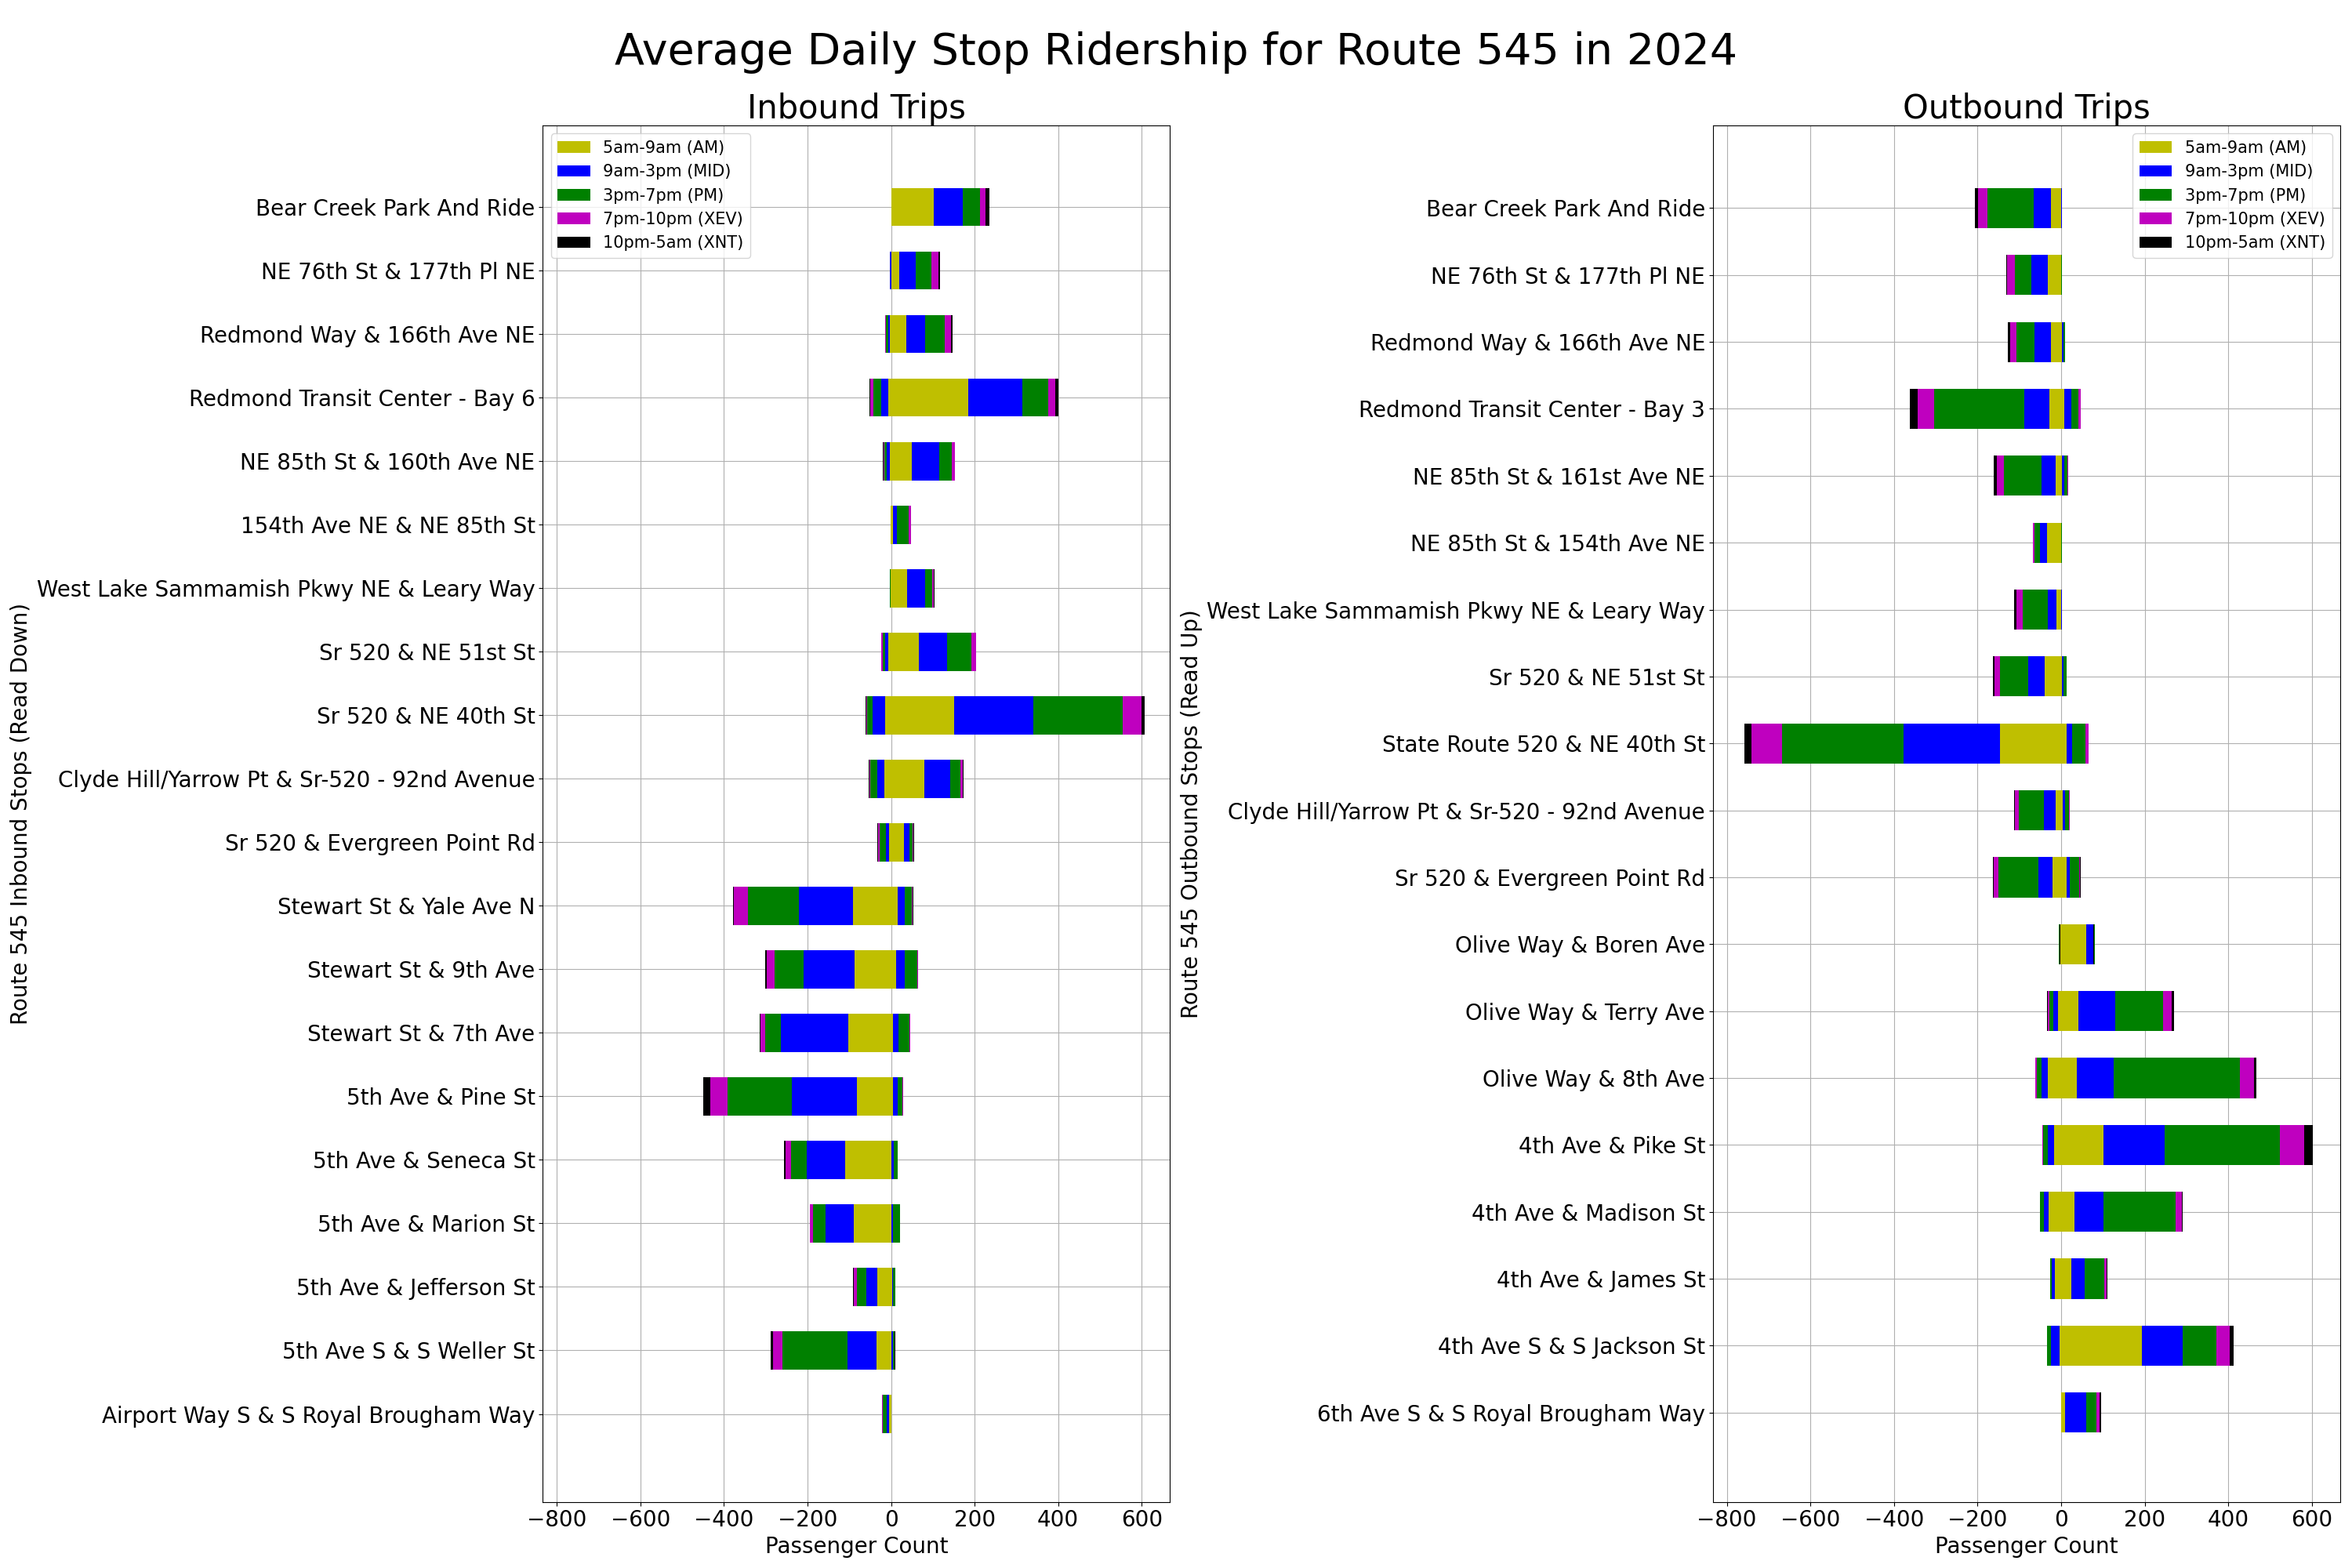 Average Daily Stop Ridership for Route 545 in 2024
Inbound Trips
5am-9am (AM)
9am-3pm (MID)
3pm-7pm (PM)
7pm-10pm (XEV)
10pm-5am (XNT)
Route 545 Inbound Stops (Read Down)
Bear Creek Park And Ride
NE 76th St & 177th Pl NE
Redmond Way & 166th Ave NE
Redmond Transit Center - Bay 6
NE 85th St & 160th Ave NE
154th Ave NE & NE 85th St
West Lake Sammamish Pkwy NE & Leary Way
Sr 520 & NE 51st St
Sr 520 & NE 40th St
Clyde Hill/Yarrow Pt & Sr-520 - 92nd Avenue
Sr 520 & Evergreen Point Rd
Stewart St & Yale Ave N
Stewart St & 9th Ave
Stewart St & 7th Ave
5th Ave & Pine St
5th Ave & Seneca St
5th Ave & Marion St
5th Ave & Jefferson St
5th Ave S & S Weller St
Airport Way S & S Royal Brougham Way
−800 −600 −400 −200 0 200 400 600
Passenger Count
Outbound Trips
5am-9am (AM)
9am-3pm (MID)
3pm-7pm (PM)
7pm-10pm (XEV)
10pm-5am (XNT)
Route 545 Outbound Stops (Read Up)
Bear Creek Park And Ride
NE 76th St & 177th Pl NE
Redmond Way & 166th Ave NE
Redmond Transit Center - Bay 3
NE 85th St & 161st Ave NE
NE 85th St & 154th Ave NE
West Lake Sammamish Pkwy NE & Leary Way
Sr 520 & NE 51st St
State Route 520 & NE 40th St
Clyde Hill/Yarrow Pt & Sr-520 - 92nd Avenue
Sr 520 & Evergreen Point Rd
Olive Way & Boren Ave
Olive Way & Terry Ave
Olive Way & 8th Ave
4th Ave & Pike St
4th Ave & Madison St
4th Ave & James St
4th Ave S & S Jackson St
6th Ave S & S Royal Brougham Way
−800 −600 −400 −200 0 200 400 600
Passenger Count